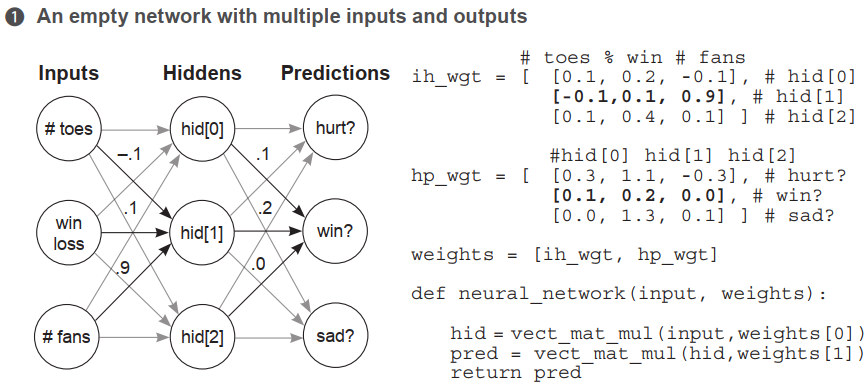 1 An empty network with multiple inputs and outputs
Inputs Hiddens Predictions
# toes hid[0] hurt?
–.1 .1
win loss hid[1] win?
.1 .2
.9 .0
# fans hid[2] sad?
# toes % win # fans
ih_wgt = [ [0.1, 0.2, -0.1], # hid[0]
[-0.1,0.1, 0.9], # hid[1]
[0.1, 0.4, 0.1] ] # hid[2]
#hid[0] hid[1] hid[2]
hp_wgt = [ [0.3, 1.1, -0.3], # hurt?
[0.1, 0.2, 0.0], # win?
[0.0, 1.3, 0.1] ] # sad?
weights = [ih_wgt, hp_wgt]
def neural_network(input, weights):
hid = vect_mat_mul(input,weights[0])
pred = vect_mat_mul(hid,weights[1])
return pred